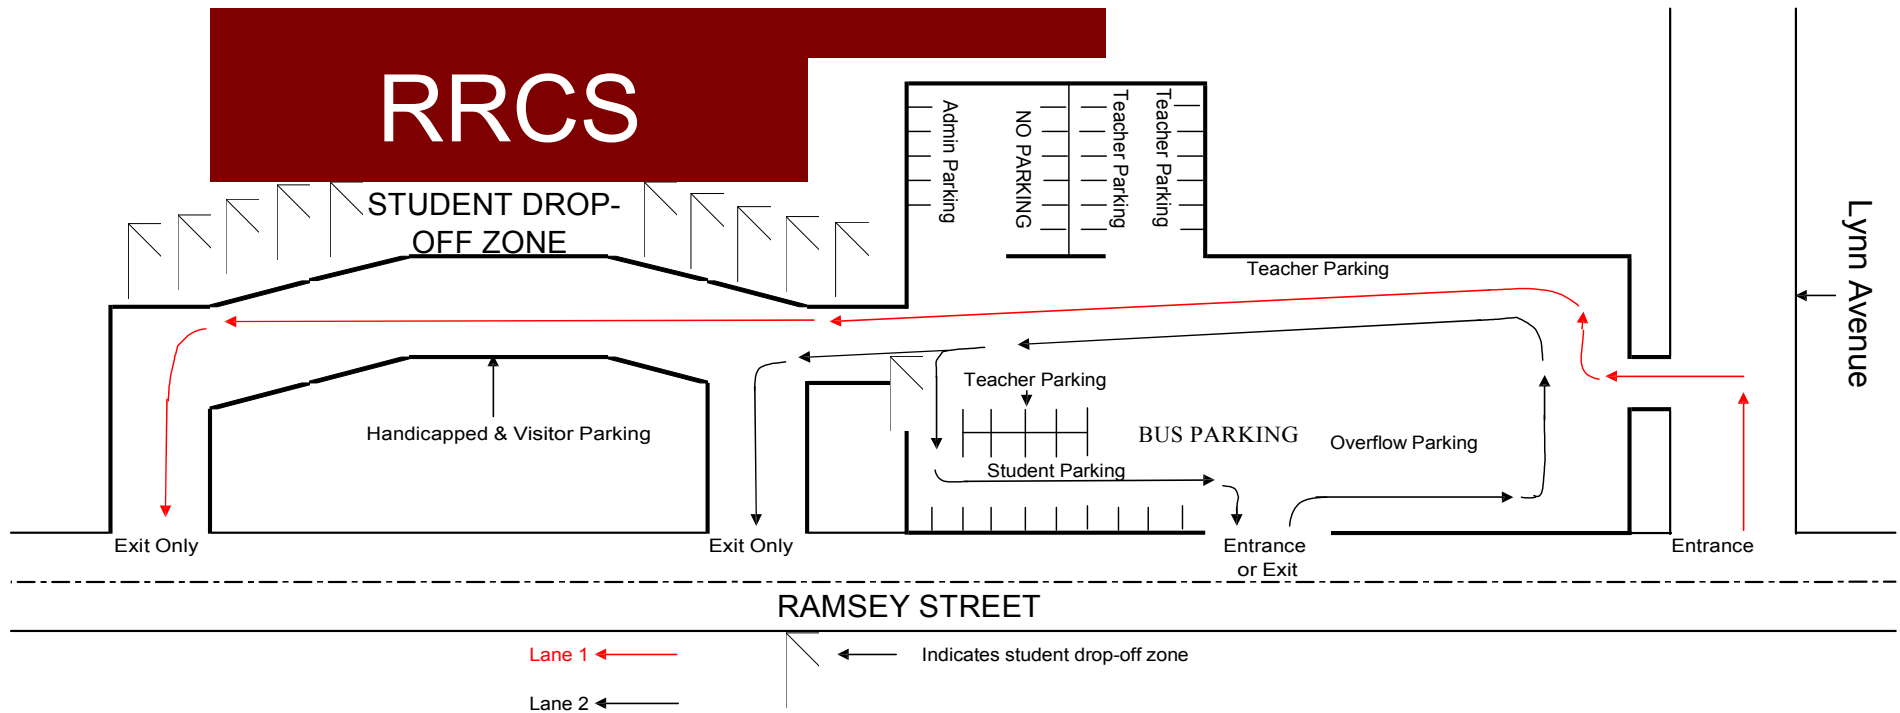 RRCS
STUDENT DROP-
OFF ZONE
Admin Parking
NO PARKING
Teacher Parking
Teacher Parking
Teacher Parking
Lynn Avenue
Teacher Parking
Handicapped & Visitor Parking
BUS PARKING
Overflow Parking
Student Parking
Exit Only
Exit Only
Entrance
or Exit
Entrance
RAMSEY STREET
Lane 1
Indicates student drop-off zone
Lane 2